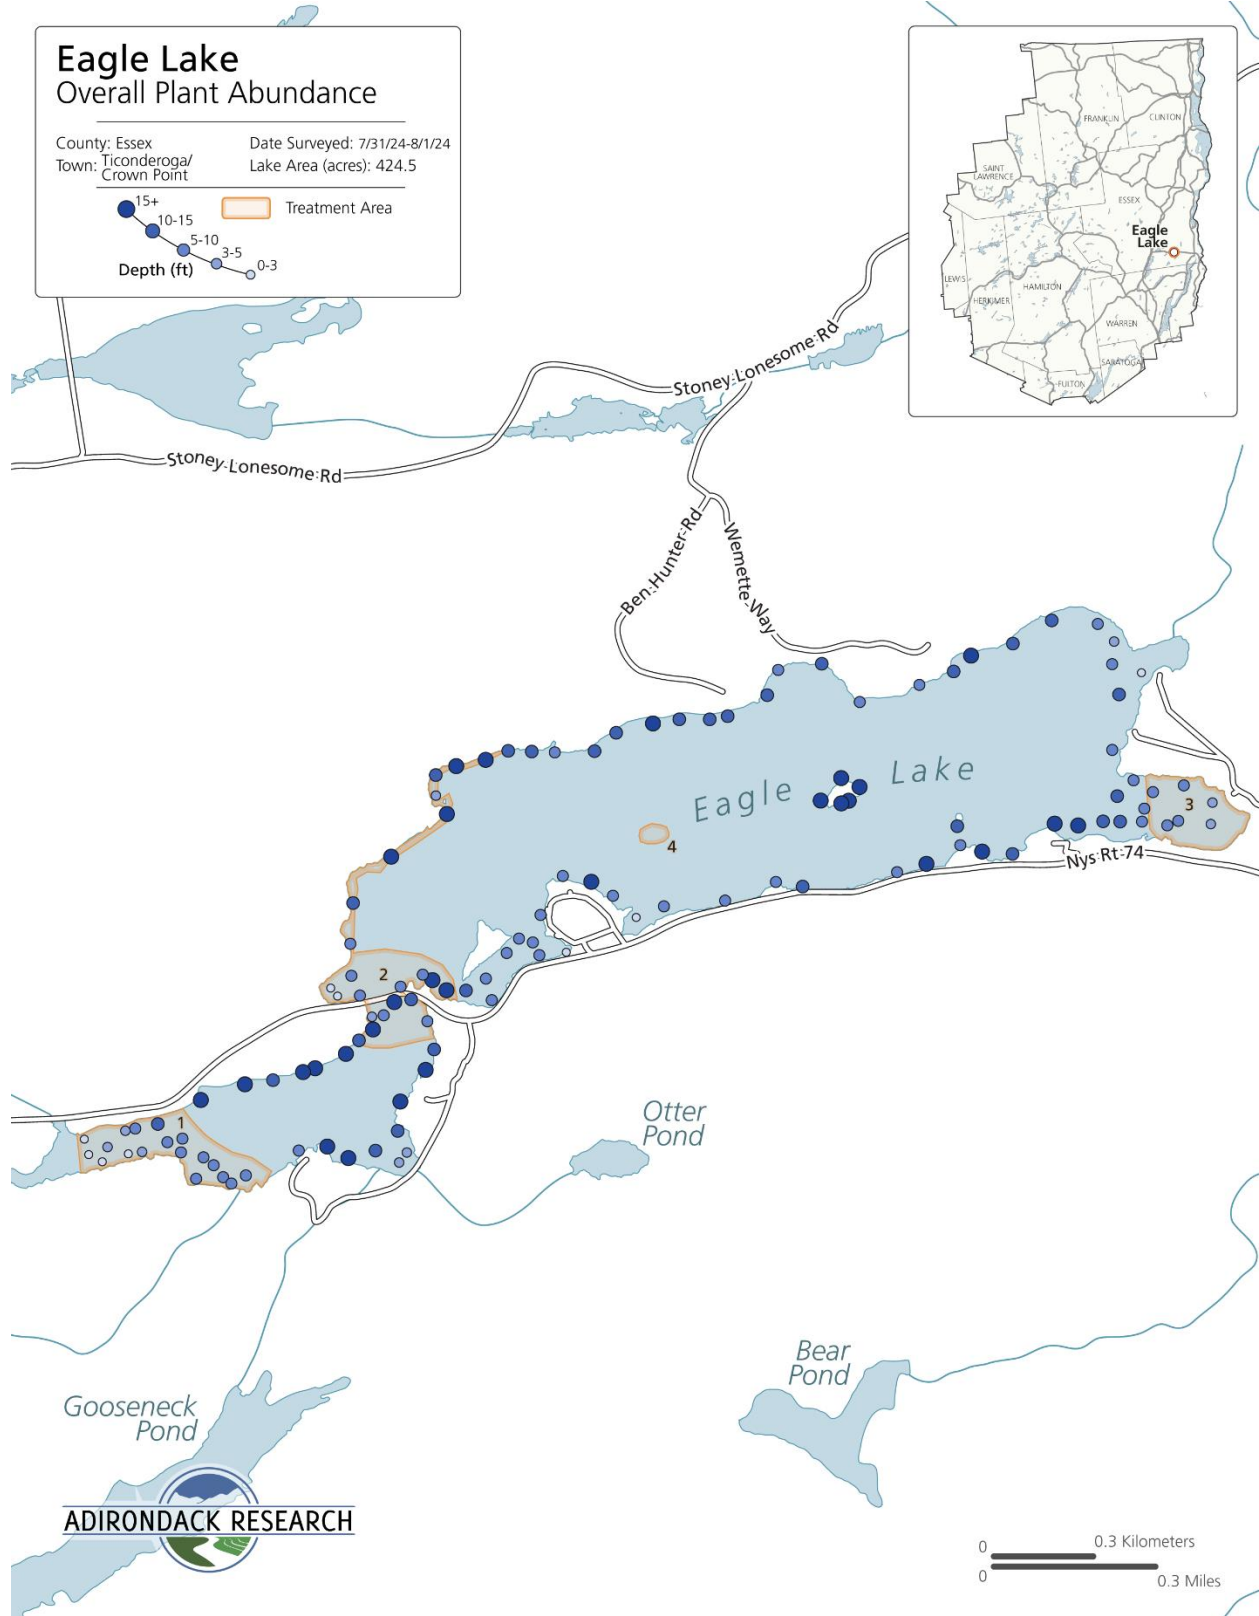 Eagle Lake
Overall Plant Abundance
County: Essex
Date Surveyed: 7/31/24-8/1/24
Town: Ticonderoga/
Crown Point
Lake Area (acres): 424.5
15+
10-15
5-10
3-5
0-3
Depth (ft)
Treatment Area
FRANKLIN
CLINTON
SAINT
LAWRENCE
ESSEX
Eagle
Lake
LEWIS
HERKIMER
HAMILTON
WARREN
SARATOGA
FULTON
Stoney Lonesome Rd
Stoney Lonesome Rd
Ben Hunter Rd
Wemette Way
Eagle Lake
3
4
Nys Rt 74
2
1
Otter
Pond
Bear
Pond
Gooseneck
Pond
ADIRONDACK RESEARCH
0 0.3 Kilometers
0 0.3 Miles